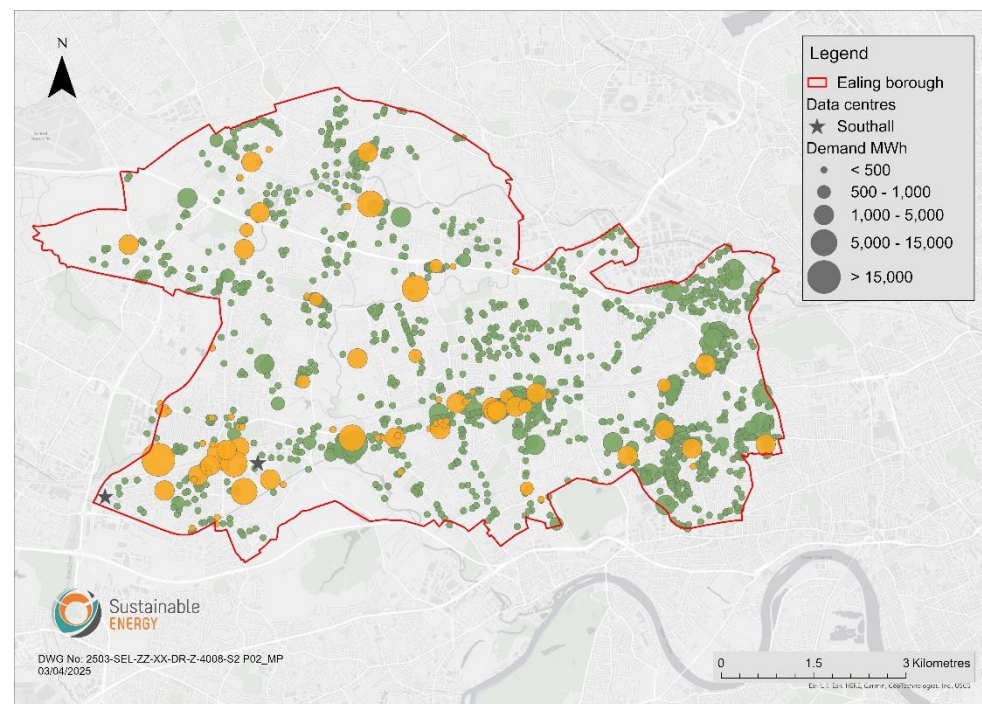 N
Legend
Ealing borough
Data centres
Southall
Demand MWh
< 500
500 - 1,000
1,000 - 5,000
5,000 - 15,000
> 15,000
Sustainable
ENERGY
DWG No: 2503-SEL-ZZ-XX-DR-Z-4006-S2 P02_MP
03/04/2025
0 1.5 3 Kilometres